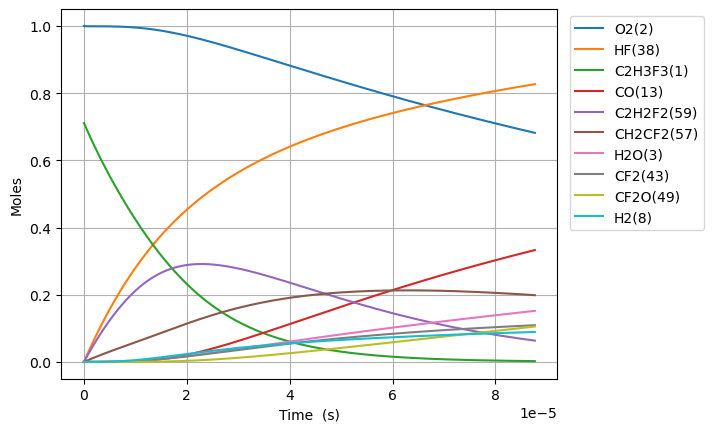 1.0
0.8
0.6
0.4
0.2
0.0
Moles
0
2
4
6
8
1e−5
Time  (s)
O2(2)
HF(38)
C2H3F3(1)
CO(13)
C2H2F2(59)
CH2CF2(57)
H2O(3)
CF2(43)
CF2O(49)
H2(8)